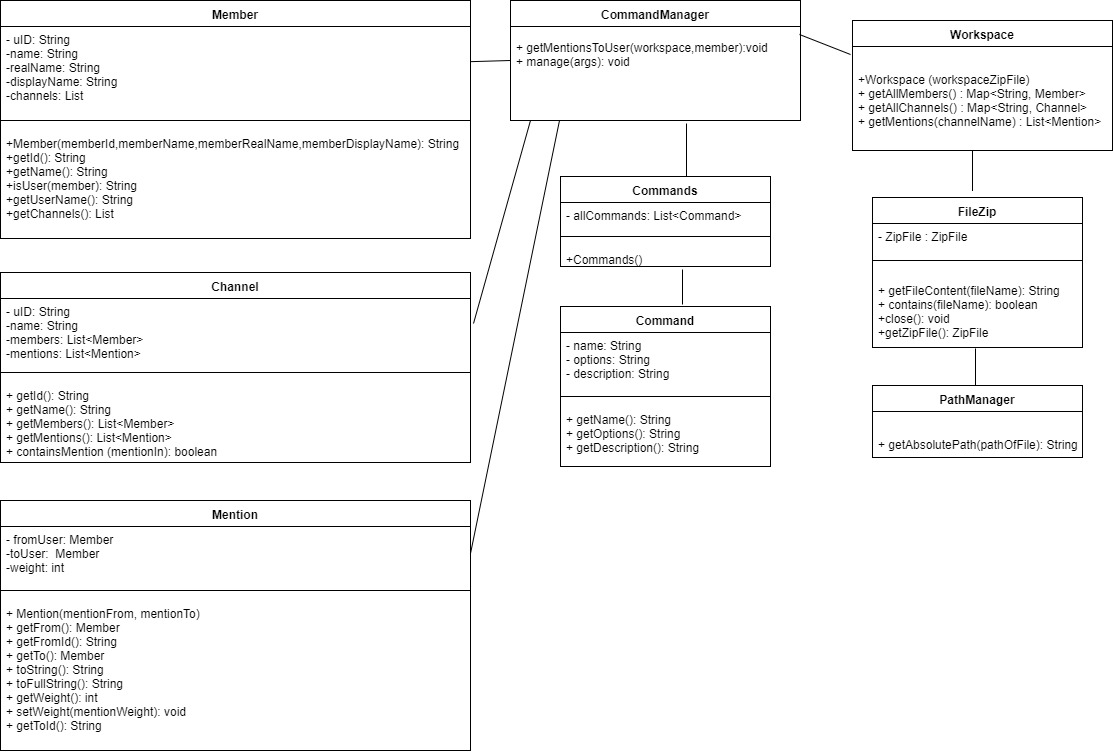 Member
- uID: String
-name: String
-realName: String
-displayName: String
-channels: List
+Member(memberId,memberName,memberRealName,memberDisplayName): String
+getId(): String
+getName(): String
+isUser(member): String
+getUserName(): String
+getChannels(): List
Channel
- uID: String
-name: String
-members: List<Member>
-mentions: List<Mention>
+ getId(): String
+ getName(): String
+ getMembers(): List<Member>
+ getMentions(): List<Mention>
+ containsMention (mentionIn): boolean
Mention
- fromUser: Member
-toUser:  Member
-weight: int
+ Mention(mentionFrom, mentionTo)
+ getFrom(): Member
+ getFromId(): String
+ getTo(): Member
+ toString(): String
+ toFullString(): String
+ getWeight(): int
+ setWeight(mentionWeight): void
+ getToId(): String
CommandManager
+ getMentionsToUser(workspace,member):void
+ manage(args): void
Commands
- allCommands: List<Command>
+Commands()
Command
- name: String
- options: String
- description: String
+ getName(): String
+ getOptions(): String
+ getDescription(): String
Workspace
+Workspace (workspaceZipFile)
+ getAllMembers() : Map<String, Member>
+ getAllChannels() : Map<String, Channel>
+ getMentions(channelName) : List<Mention>
FileZip
- ZipFile : ZipFile
+ getFileContent(fileName): String
+ contains(fileName): boolean
+close(): void
+getZipFile(): ZipFile
PathManager
+ getAbsolutePath(pathOfFile): String